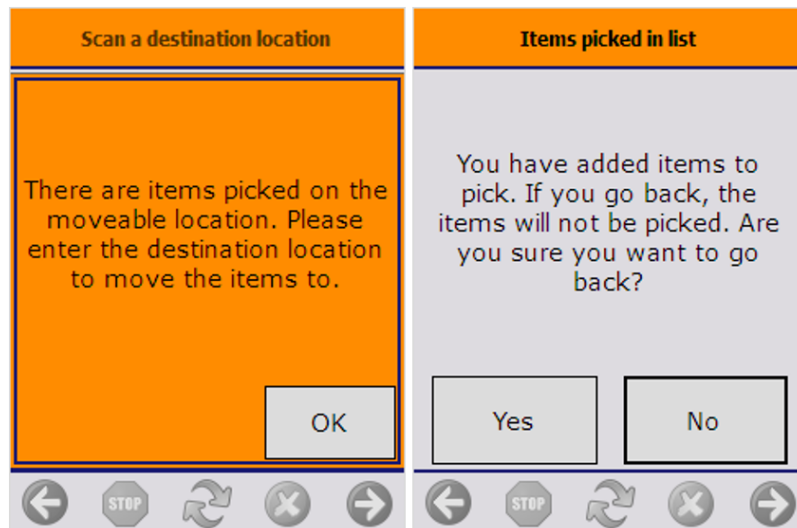 Scan a destination location
There are items picked on the
moveable location. Please
enter the destination location
to move the items to.
OK
STOP
Items picked in list
You have added items to
pick. If you go back, the
items will not be picked. Are
you sure you want to go
back?
Yes
No
STOP